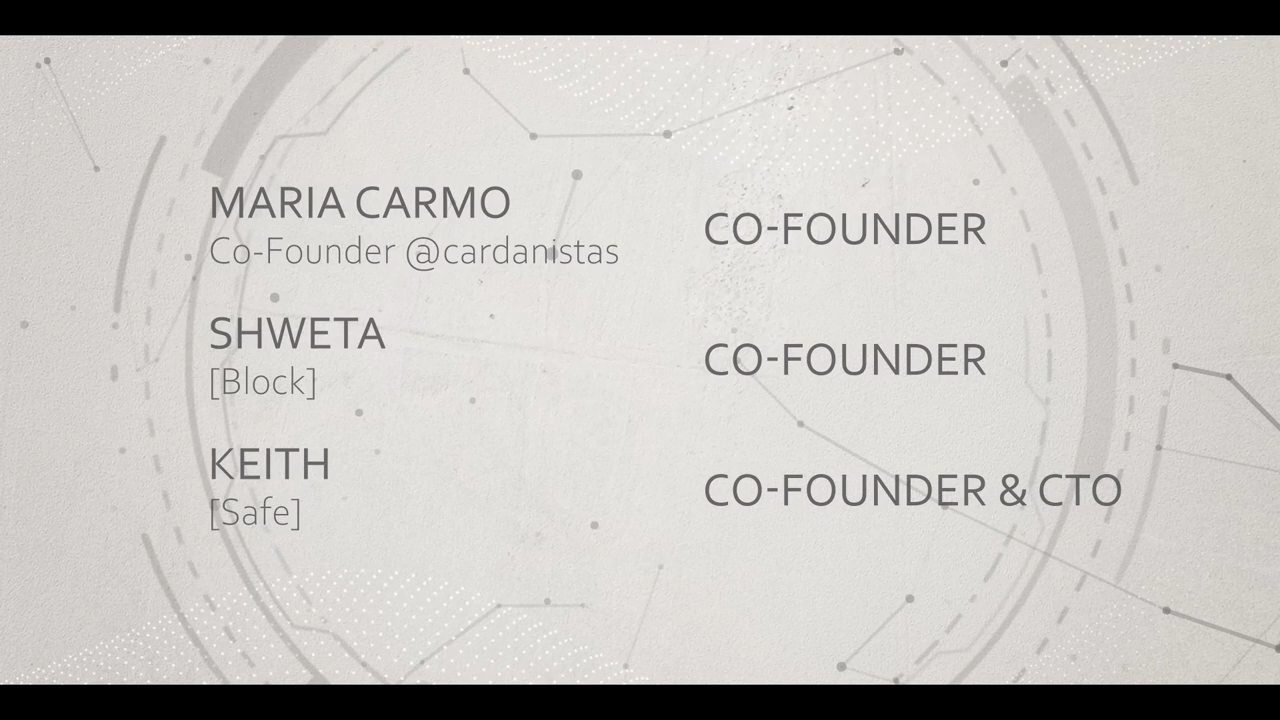 MARIA CARMO
Co-Founder @cardanistas
CO-FOUNDER
SHWETA
[Block]
CO-FOUNDER
KEITH
[Safe]
CO-FOUNDER & CTO